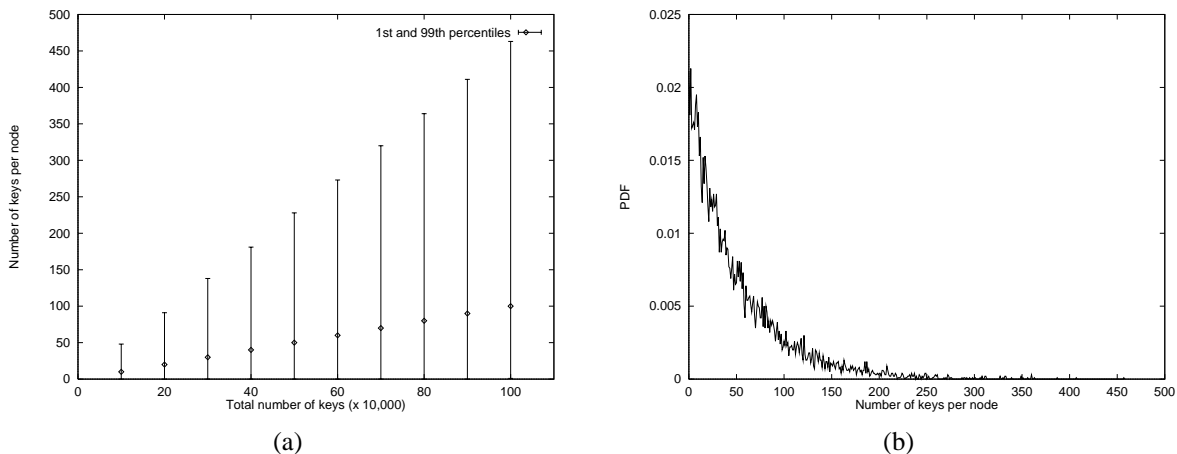 500
450
400
350
300
250
200
150
100
50
0
0 20 40 60 80 100
Number of keys per node
Total number of keys (x 10,000)
1st and 99th percentiles
(a)
0.025
0.02
0.015
0.01
0.005
0
0 50 100 150 200 250 300 350 400 450 500
PDF
Number of keys per node
(b)